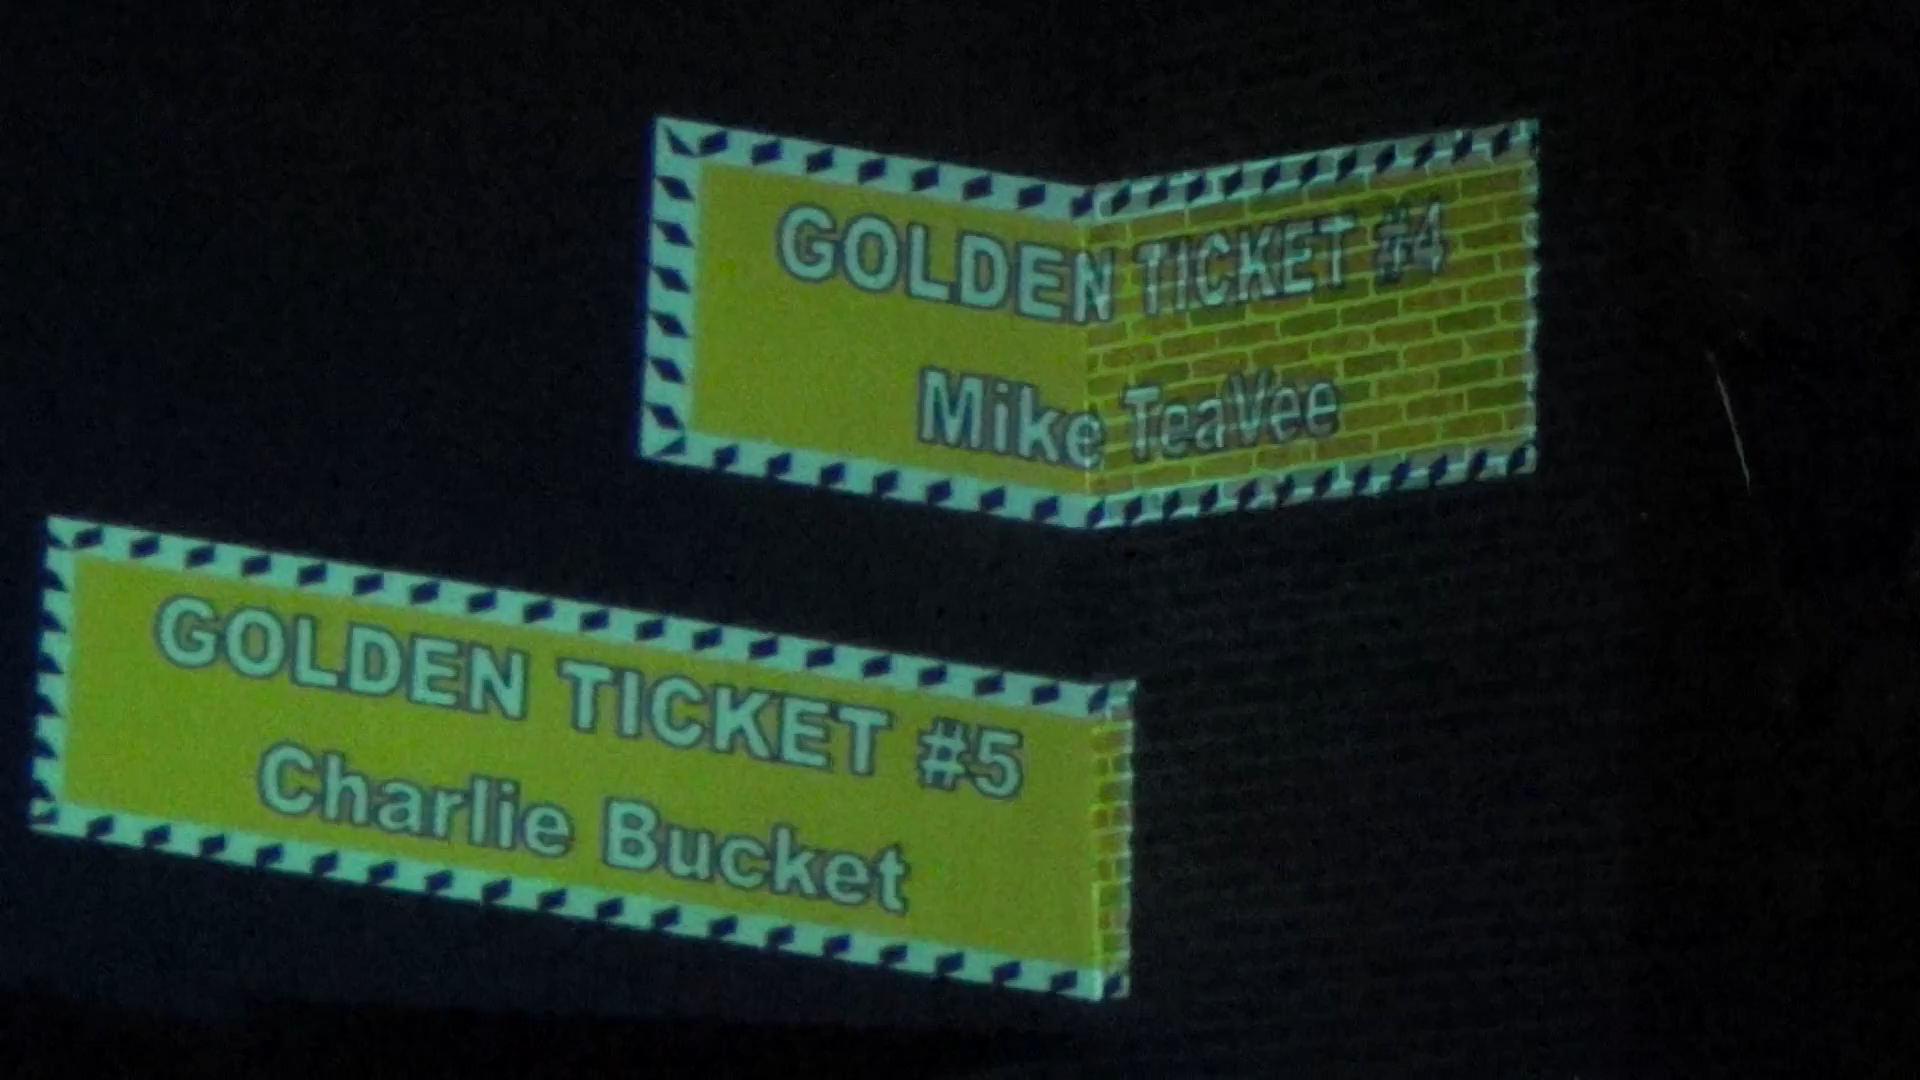 GOLDEN TICKET #4
Mike TeaVee
GOLDEN TICKET #5
Charlie Bucket